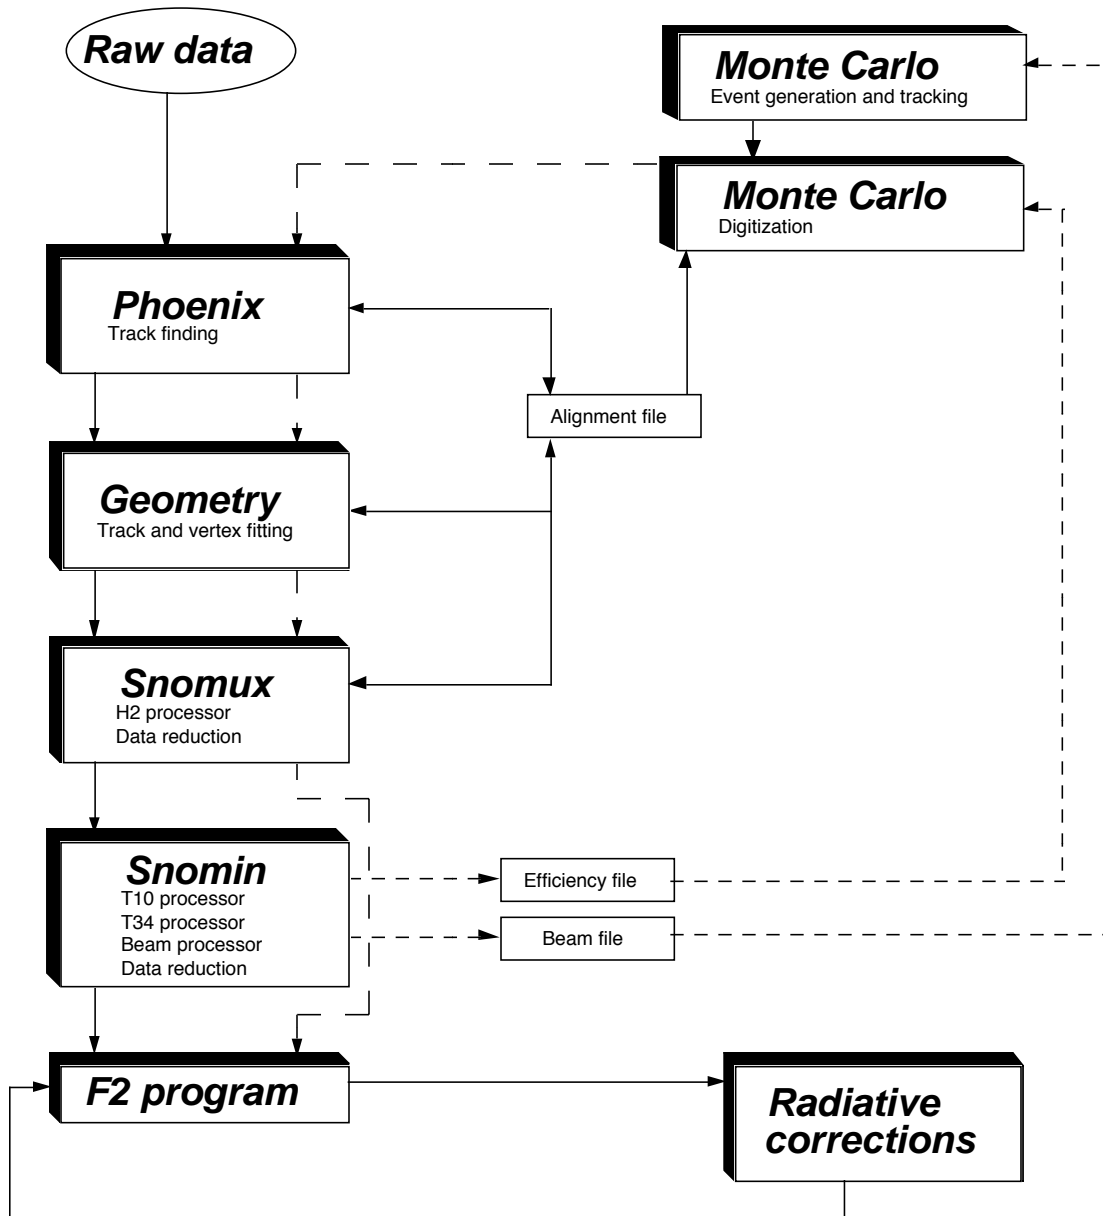 Raw data
Monte Carlo
Event generation and tracking
Monte Carlo
Digitization
Phoenix
Track finding
Alignment file
Geometry
Track and vertex fitting
Snomux
H2 processor
Data reduction
Snomin
T10 processor
T34 processor
Beam processor
Data reduction
Efficiency file
Beam file
F2 program
Radiative
corrections